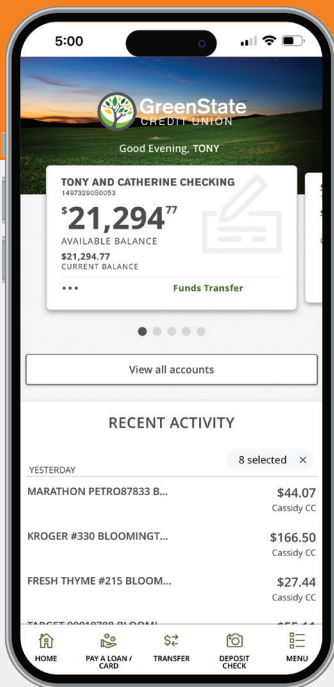 5:00
GreenState
CREDIT UNION
Good Evening, TONY
TONY AND CATHERINE CHECKING
14973290S0053
$21,294.77
AVAILABLE BALANCE
$21,294.77
CURRENT BALANCE
••• Funds Transfer
View all accounts
RECENT ACTIVITY
8 selected ×
YESTERDAY
MARATHON PETRO87833 B... $44.07
Cassidy CC
KROGER #330 BLOOMINGT... $166.50
Cassidy CC
FRESH THYME #215 BLOOM... $27.44
Cassidy CC
HOME PAY A LOAN / CARD TRANSFER DEPOSIT CHECK MENU